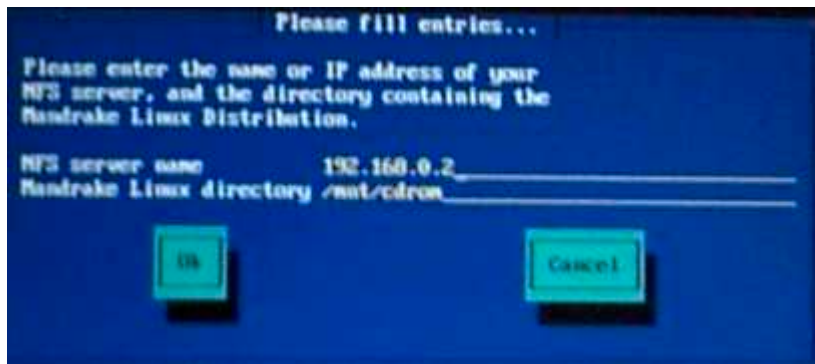 Please fill entries...
Please enter the name or IP address of your
NFS server, and the directory containing the
Mandrake Linux Distribution.
NFS server name 192.168.0.2
Mandrake Linux directory /mnt/cdrom
Ok Cancel